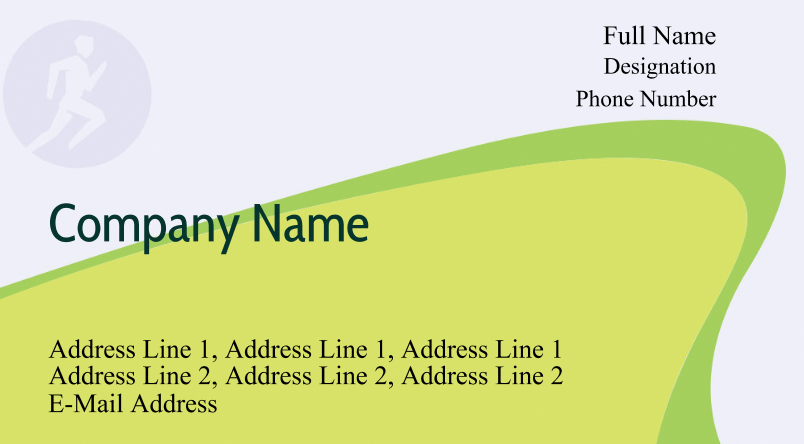 Full Name
Designation
Phone Number
Company Name
Address Line 1, Address Line 1, Address Line 1
Address Line 2, Address Line 2, Address Line 2
E-Mail Address